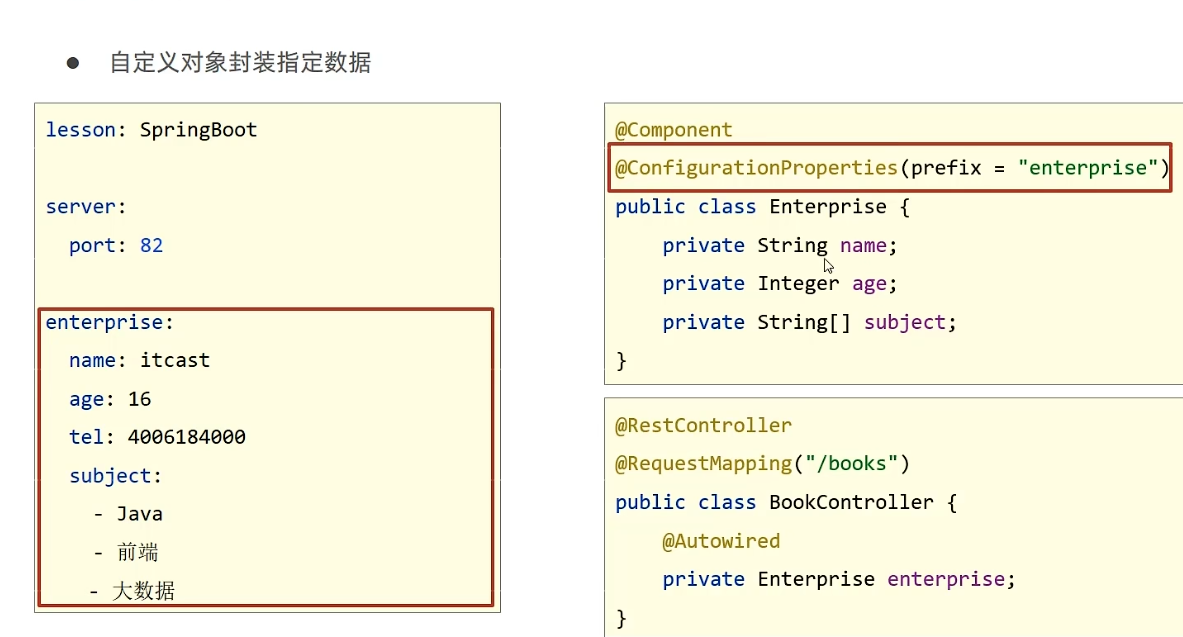 ● 自定义对象封装指定数据
lesson: SpringBoot
server:
port: 82
enterprise:
name: itcast
age: 16
tel: 4006184000
subject:
- Java
- 前端
- 大数据
@Component
@ConfigurationProperties(prefix = "enterprise")
public class Enterprise {
private String name;
private Integer age;
private String[] subject;
}
@RestController
@RequestMapping("/books")
public class BookController {
@Autowired
private Enterprise enterprise;
}